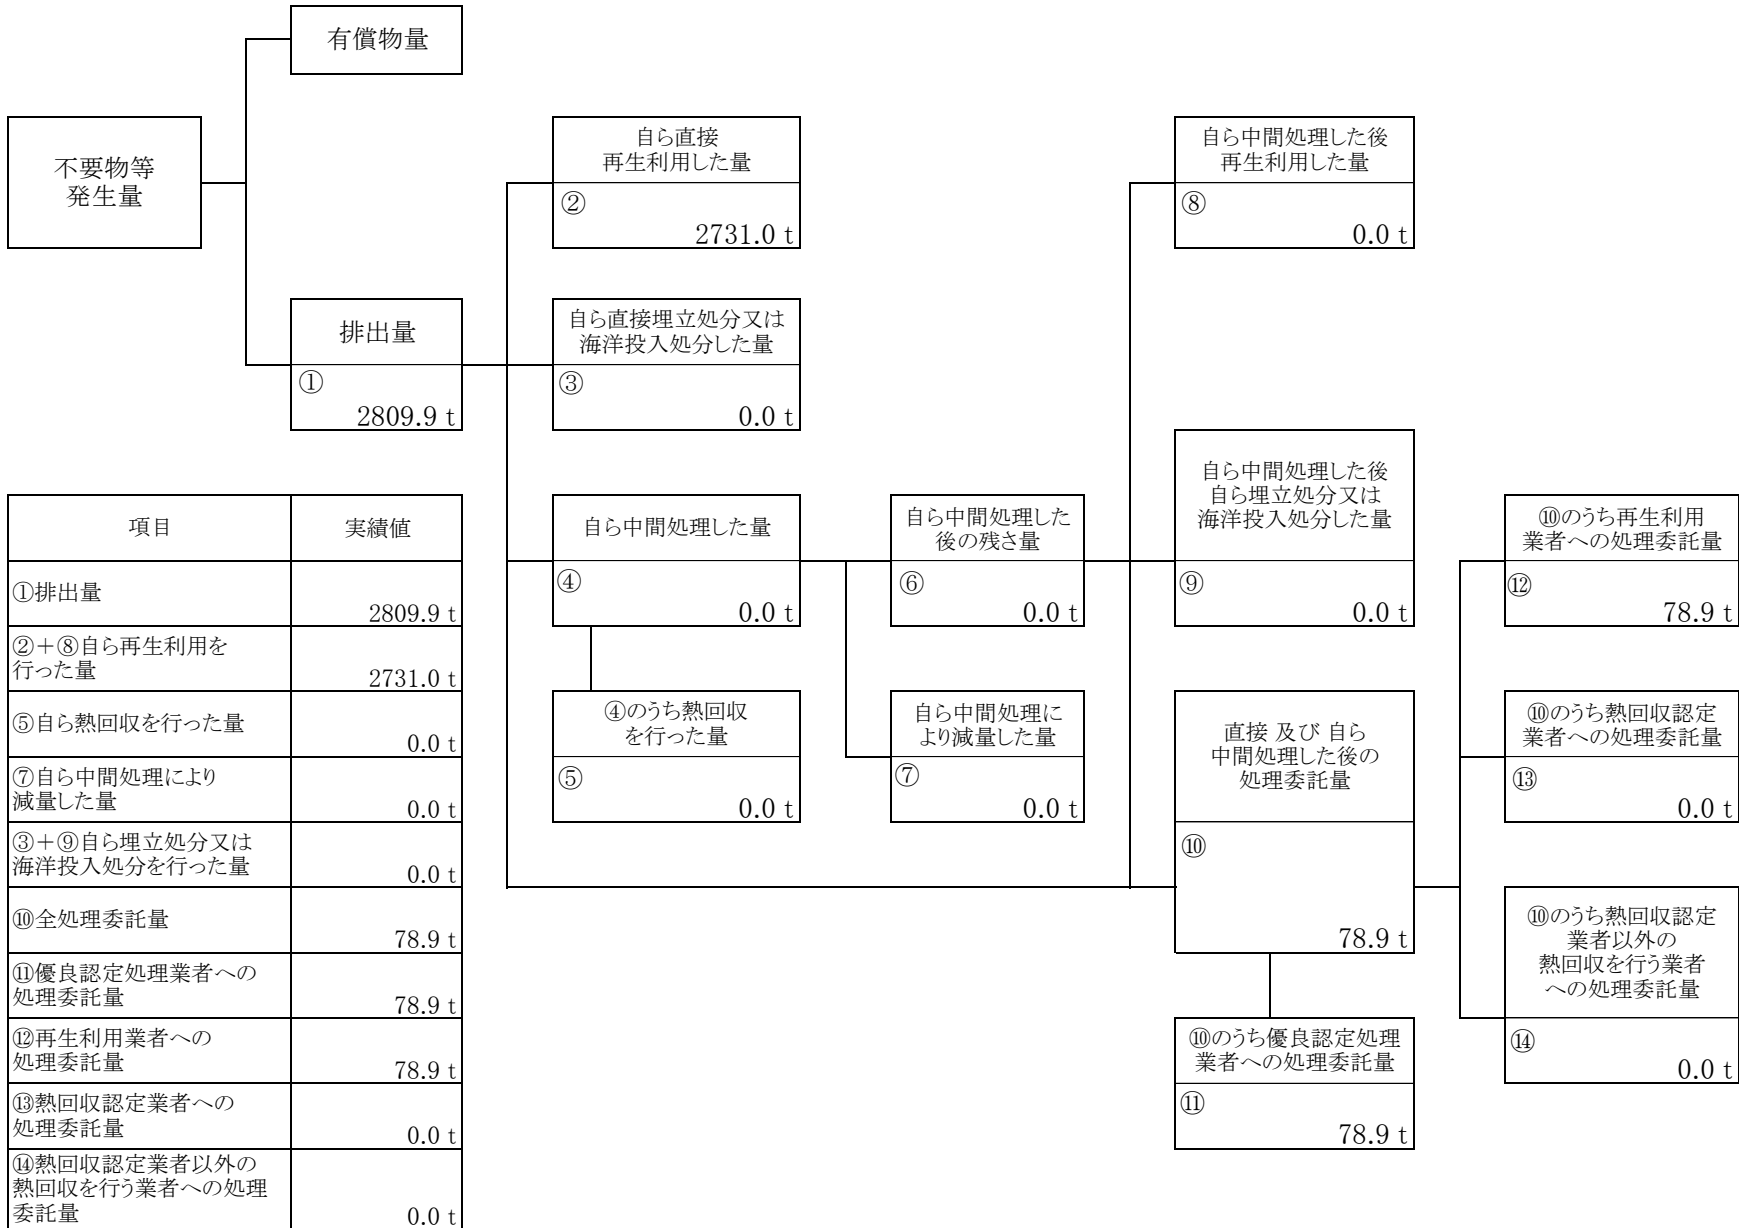 有償物量
不要物等
発生量
自ら直接
再生利用した量
②
2731.0 t
自ら中間処理した後
再生利用した量
⑧
0.0 t
排出量
①
2809.9 t
自ら直接埋立処分又は
海洋投入処分した量
③
0.0 t
自ら中間処理した量
④
0.0 t
自ら中間処理した
後の残さ量
⑥
0.0 t
自ら中間処理した後
自ら埋立処分又は
海洋投入処分した量
⑨
0.0 t
⑩のうち再生利用
業者への処理委託量
⑫
78.9 t
④のうち熱回収
を行った量
⑤
0.0 t
自ら中間処理に
より減量した量
⑦
0.0 t
直接 及び 自ら
中間処理した後の
処理委託量
⑩
78.9 t
⑩のうち熱回収認定
業者への処理委託量
⑬
0.0 t
⑩のうち熱回収認定
業者以外の
熱回収を行う業者
への処理委託量
⑭
0.0 t
⑩のうち優良認定処理
業者への処理委託量
⑪
78.9 t
項目 実績値
①排出量
2809.9 t
②+⑧自ら再生利用を
行った量
2731.0 t
⑤自ら熱回収を行った量
0.0 t
⑦自ら中間処理により
減量した量
0.0 t
③+⑨自ら埋立処分又は
海洋投入処分を行った量
0.0 t
⑩全処理委託量
78.9 t
⑪優良認定処理業者への
処理委託量
78.9 t
⑫再生利用業者への
処理委託量
78.9 t
⑬熱回収認定業者への
処理委託量
0.0 t
⑭熱回収認定業者以外の
熱回収を行う業者への処理
委託量
0.0 t